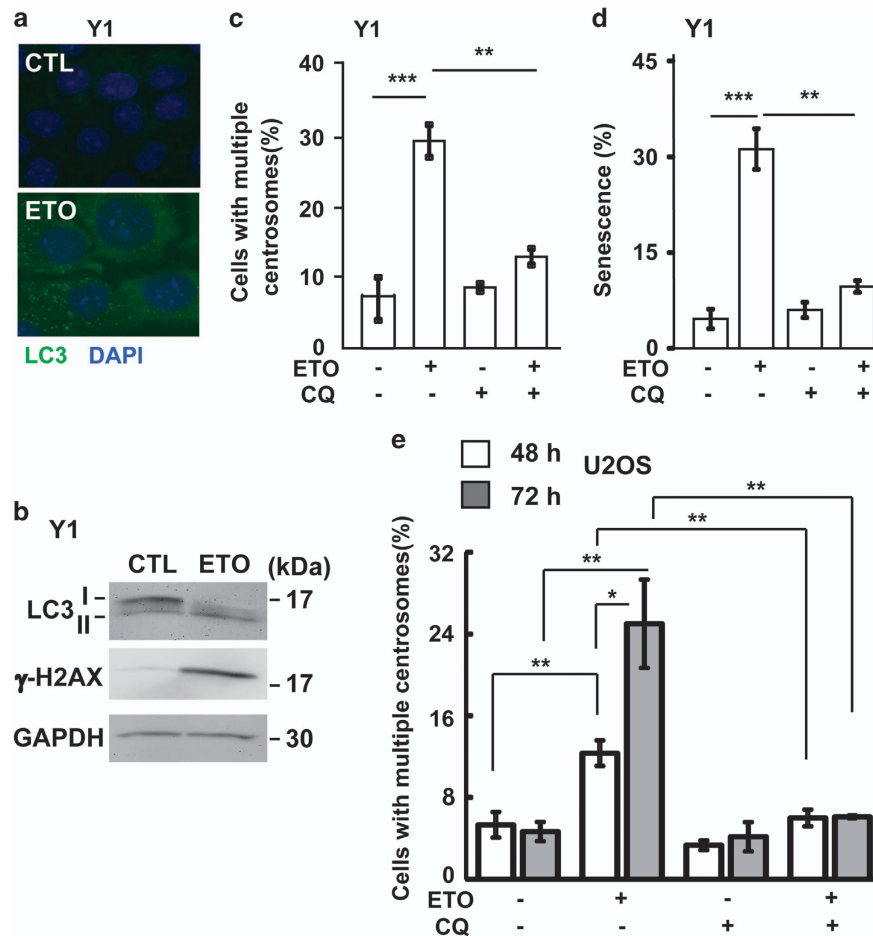 a
Y1
CTL
ETO
LC3 DAPI
b
Y1
CTL ETO (kDa)
LC3
I
II
17
γ-H2AX
17
GAPDH
30
c
Y1
Cells with multiple
centrosomes(%)
40
30
20
10
0
***
**
ETO - + - +
CQ - - + +
d
Y1
Senescence (%)
45
30
15
0
***
**
- + - +
- - + +
e
48 h
72 h
U2OS
Cells with multiple centrosomes(%)
32
24
16
8
0
**
**
**
*
**
ETO - + - +
CQ - - + +